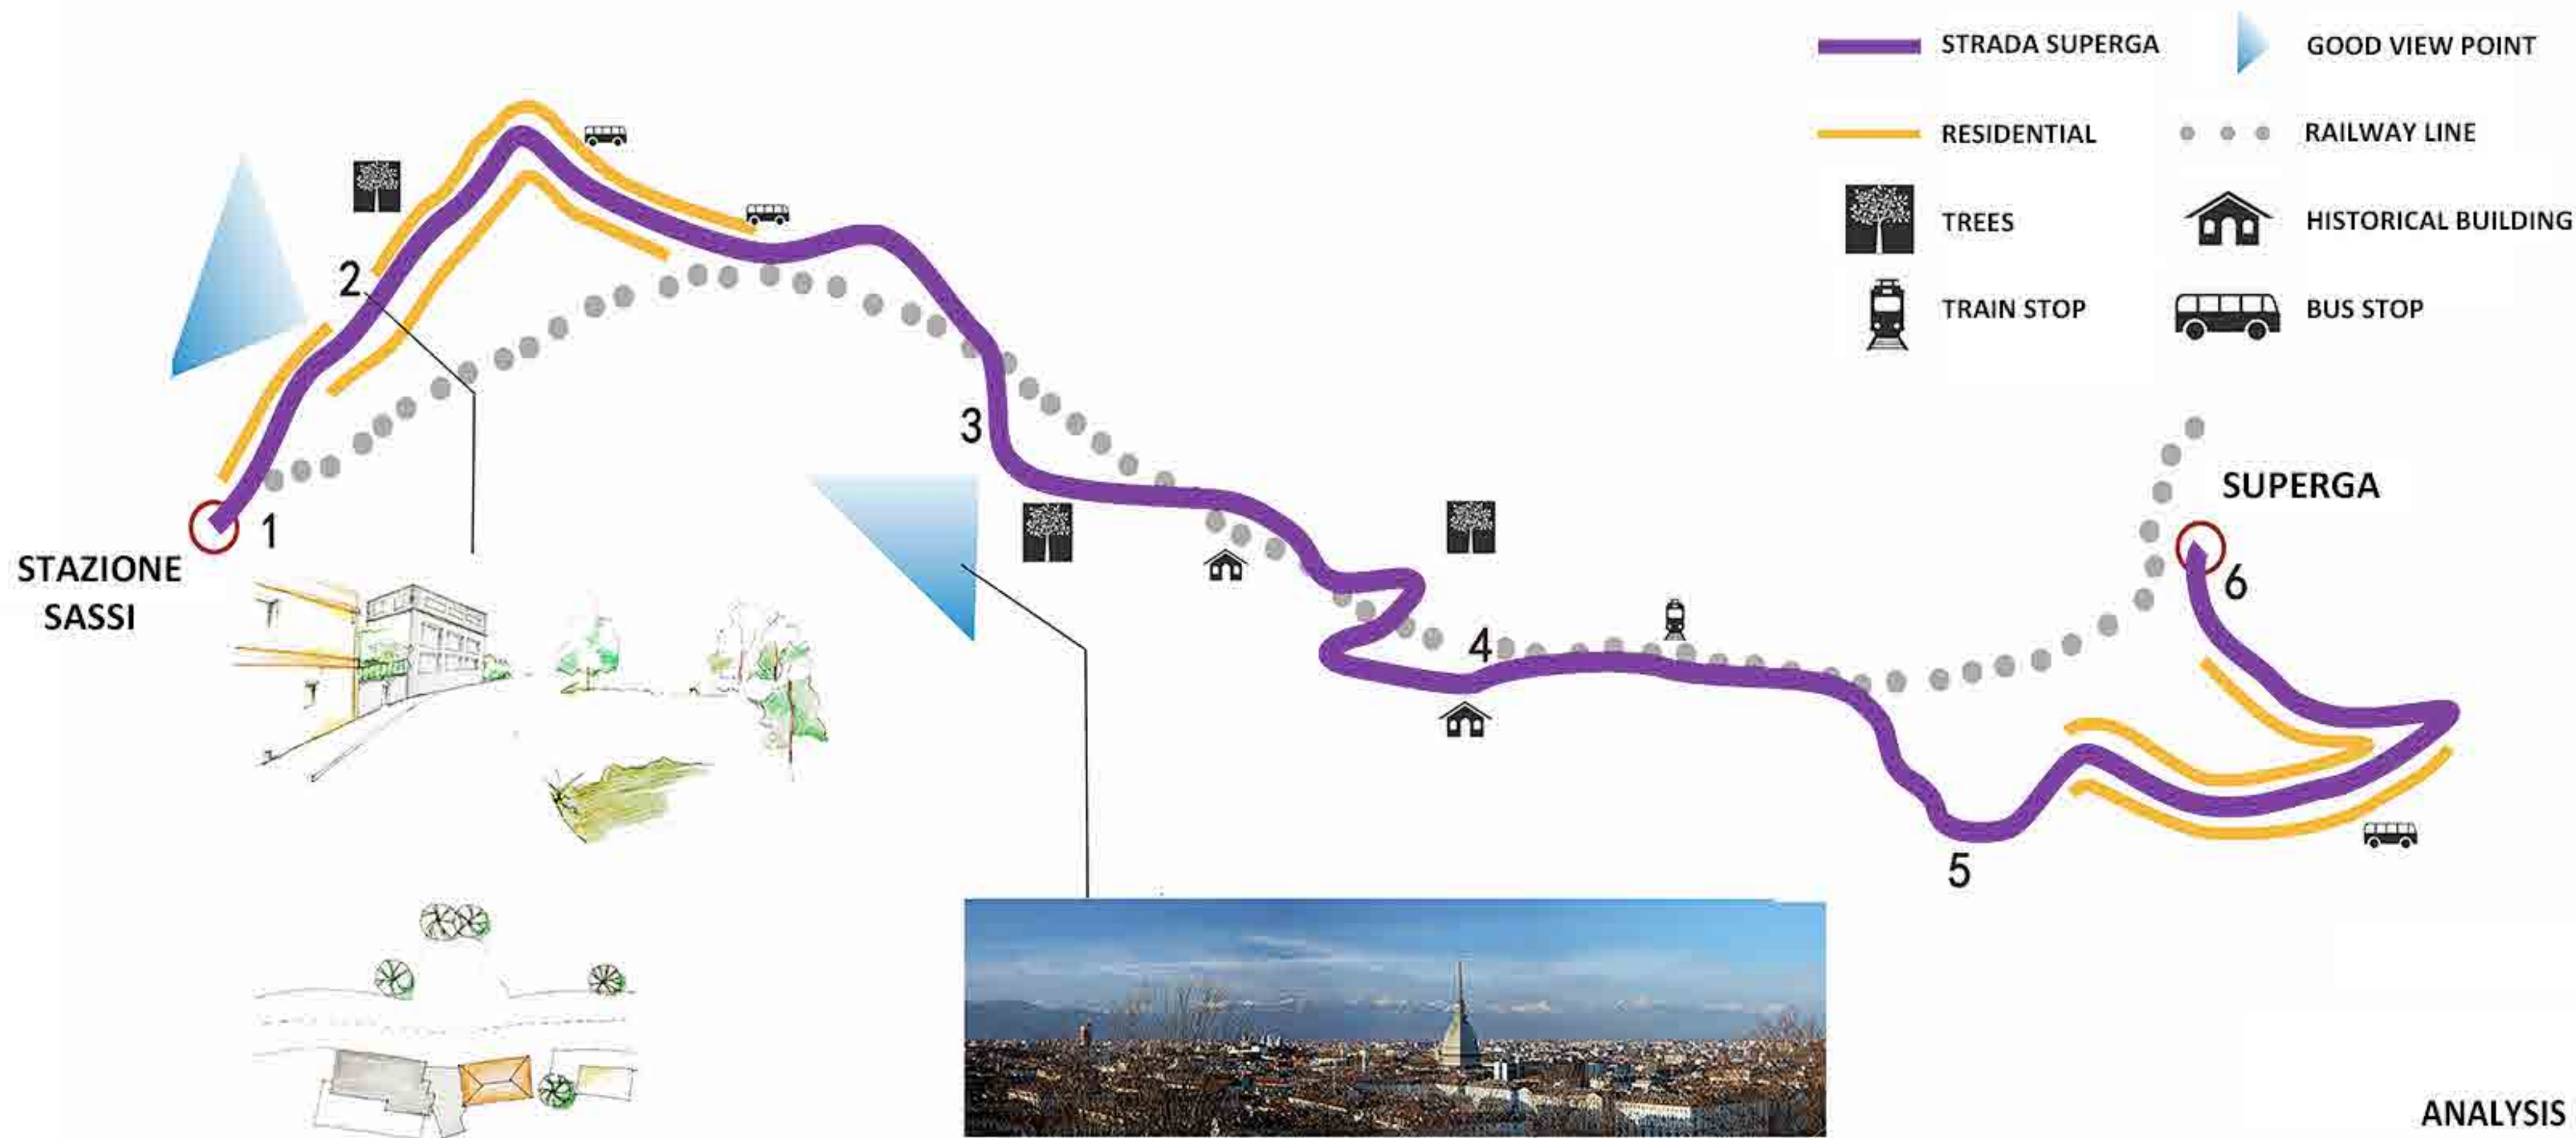 STRADA SUPERGA
GOOD VIEW POINT
RESIDENTIAL
RAILWAY LINE
TREES
HISTORICAL BUILDING
TRAIN STOP
BUS STOP
2
3
SUPERGA
1
STAZIONE
SASSI
6
4
5
ANALYSIS